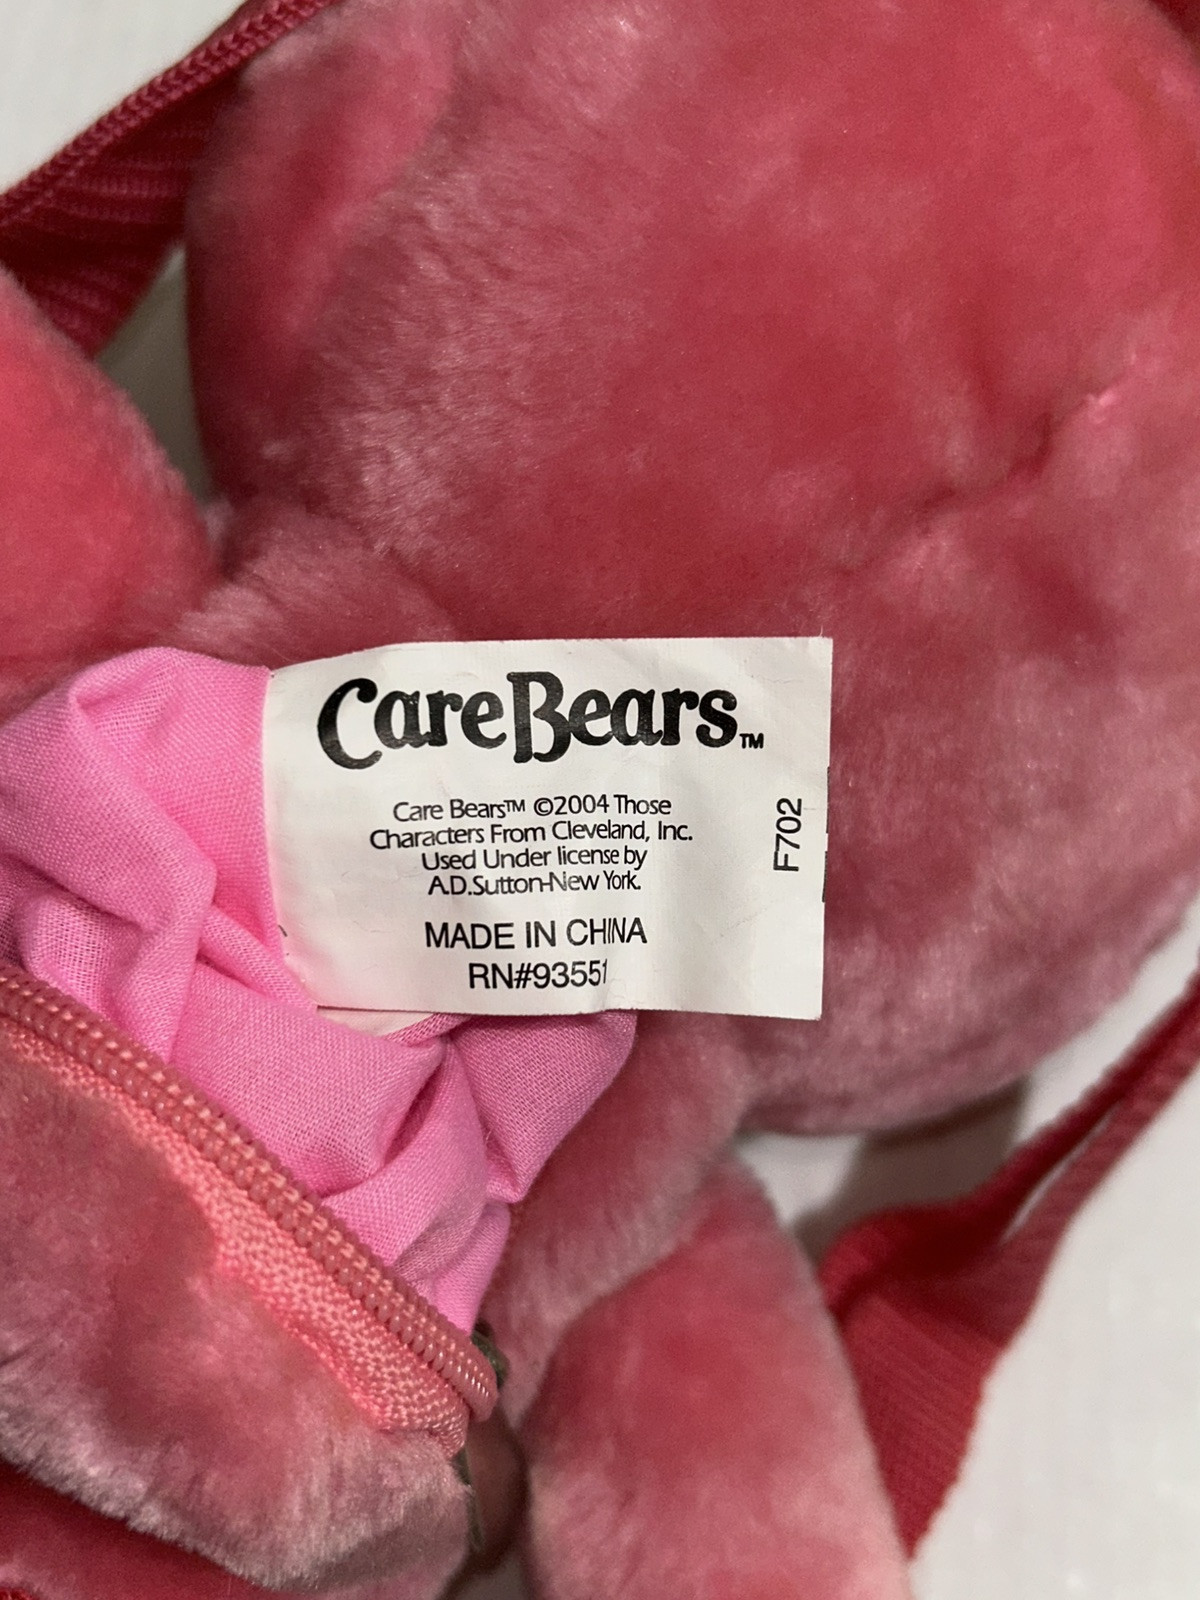 CareBears™
Care Bears™ ©2004 Those
Characters From Cleveland, Inc.
Used Under license by
A.D.Sutton-New York.
MADE IN CHINA
RN#93551
F702